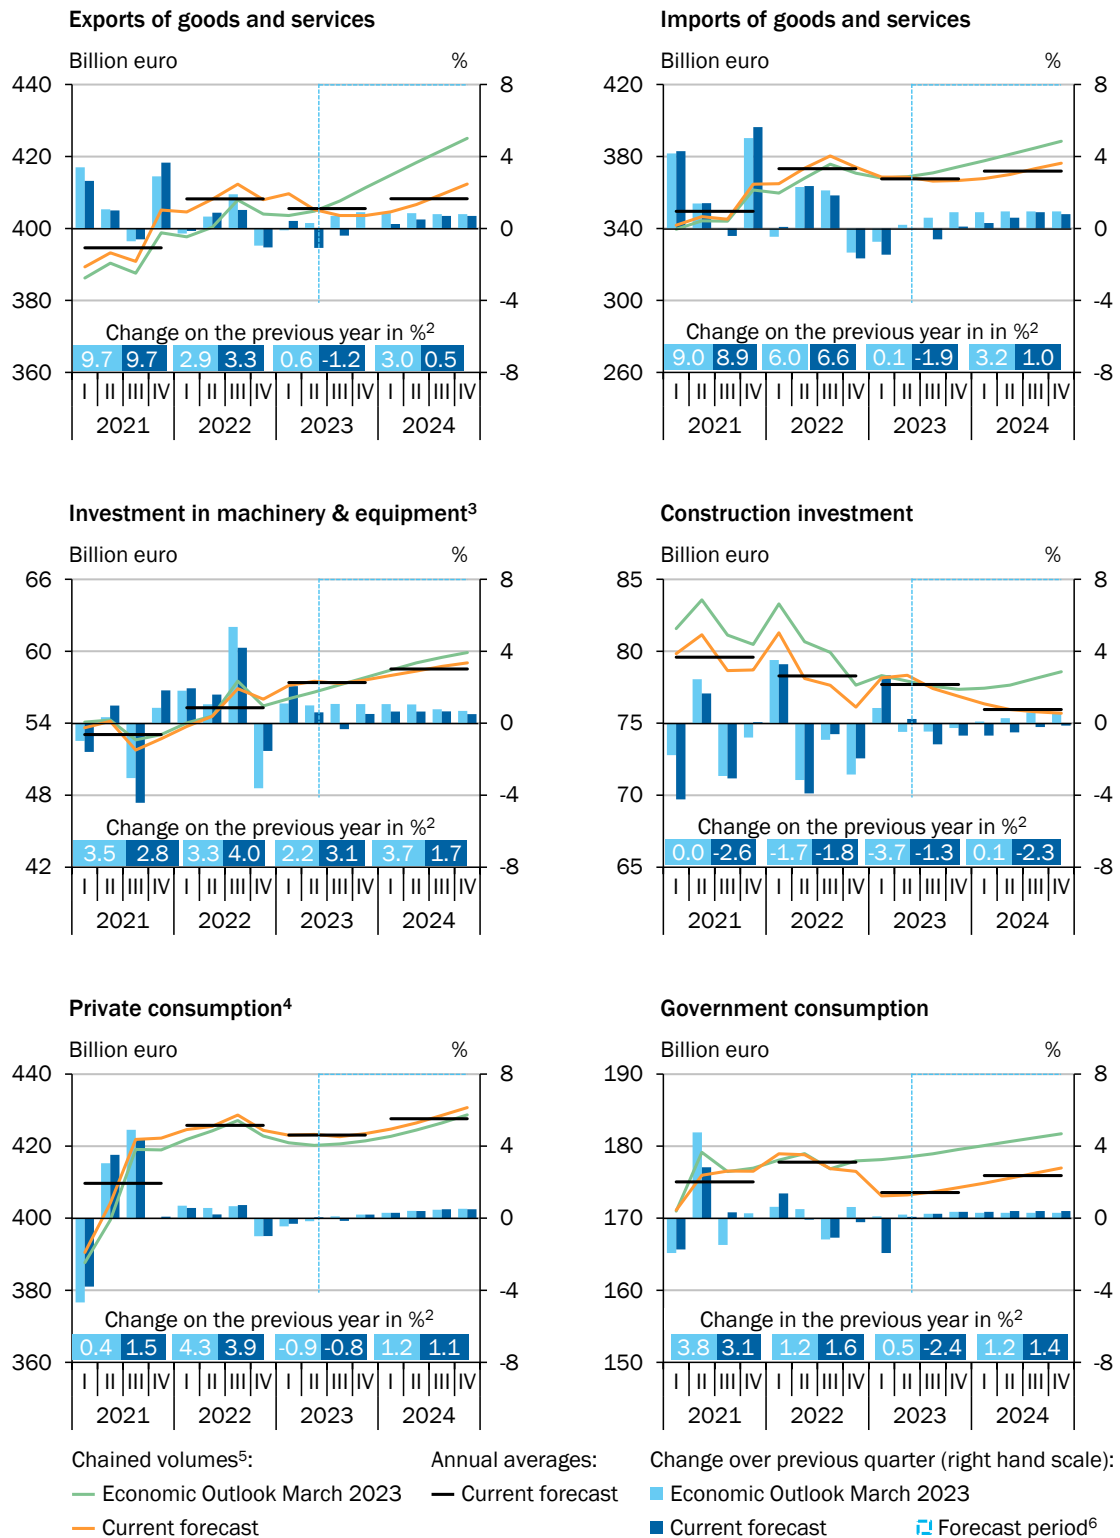 Exports of goods and services
Billion euro %
440 8
420 4
400 0
380 -4
Change on the previous year in %2
9.7 9.7 2.9 3.3 0.6 -1.2 3.0 0.5
360 -8
I II III IV I II III IV I II III IV I II III IV
2021 2022 2023 2024
Imports of goods and services
Billion euro %
420 8
380 4
340 0
300 -4
Change on the previous year in in %2
9.0 8.9 6.0 6.6 0.1 -1.9 3.2 1.0
260 -8
I II III IV I II III IV I II III IV I II III IV
2021 2022 2023 2024
Investment in machinery & equipment3
Billion euro %
66 8
60 4
54 0
48 -4
Change on the previous year in %2
3.5 2.8 3.3 4.0 2.2 3.1 3.7 1.7
42 -8
I II III IV I II III IV I II III IV I II III IV
2021 2022 2023 2024
Construction investment
Billion euro %
85 8
80 4
75 0
70 -4
Change on the previous year in %2
0.0 -2.6 -1.7 -1.8 -3.7 -1.3 0.1 -2.3
65 -8
I II III IV I II III IV I II III IV I II III IV
2021 2022 2023 2024
Private consumption4
Billion euro %
440 8
420 4
400 0
380 -4
Change on the previous year in %2
0.4 1.5 4.3 3.9 -0.9 -0.8 1.2 1.1
360 -8
I II III IV I II III IV I II III IV I II III IV
2021 2022 2023 2024
Government consumption
Billion euro %
190 8
180 4
170 0
160 -4
Change in the previous year in %2
3.8 3.1 1.2 1.6 0.5 -2.4 1.2 1.4
150 -8
I II III IV I II III IV I II III IV I II III IV
2021 2022 2023 2024
Chained volumes5: Annual averages: Change over previous quarter (right hand scale):
Economic Outlook March 2023 Current forecast Economic Outlook March 2023
Current forecast Current forecast Forecast period6